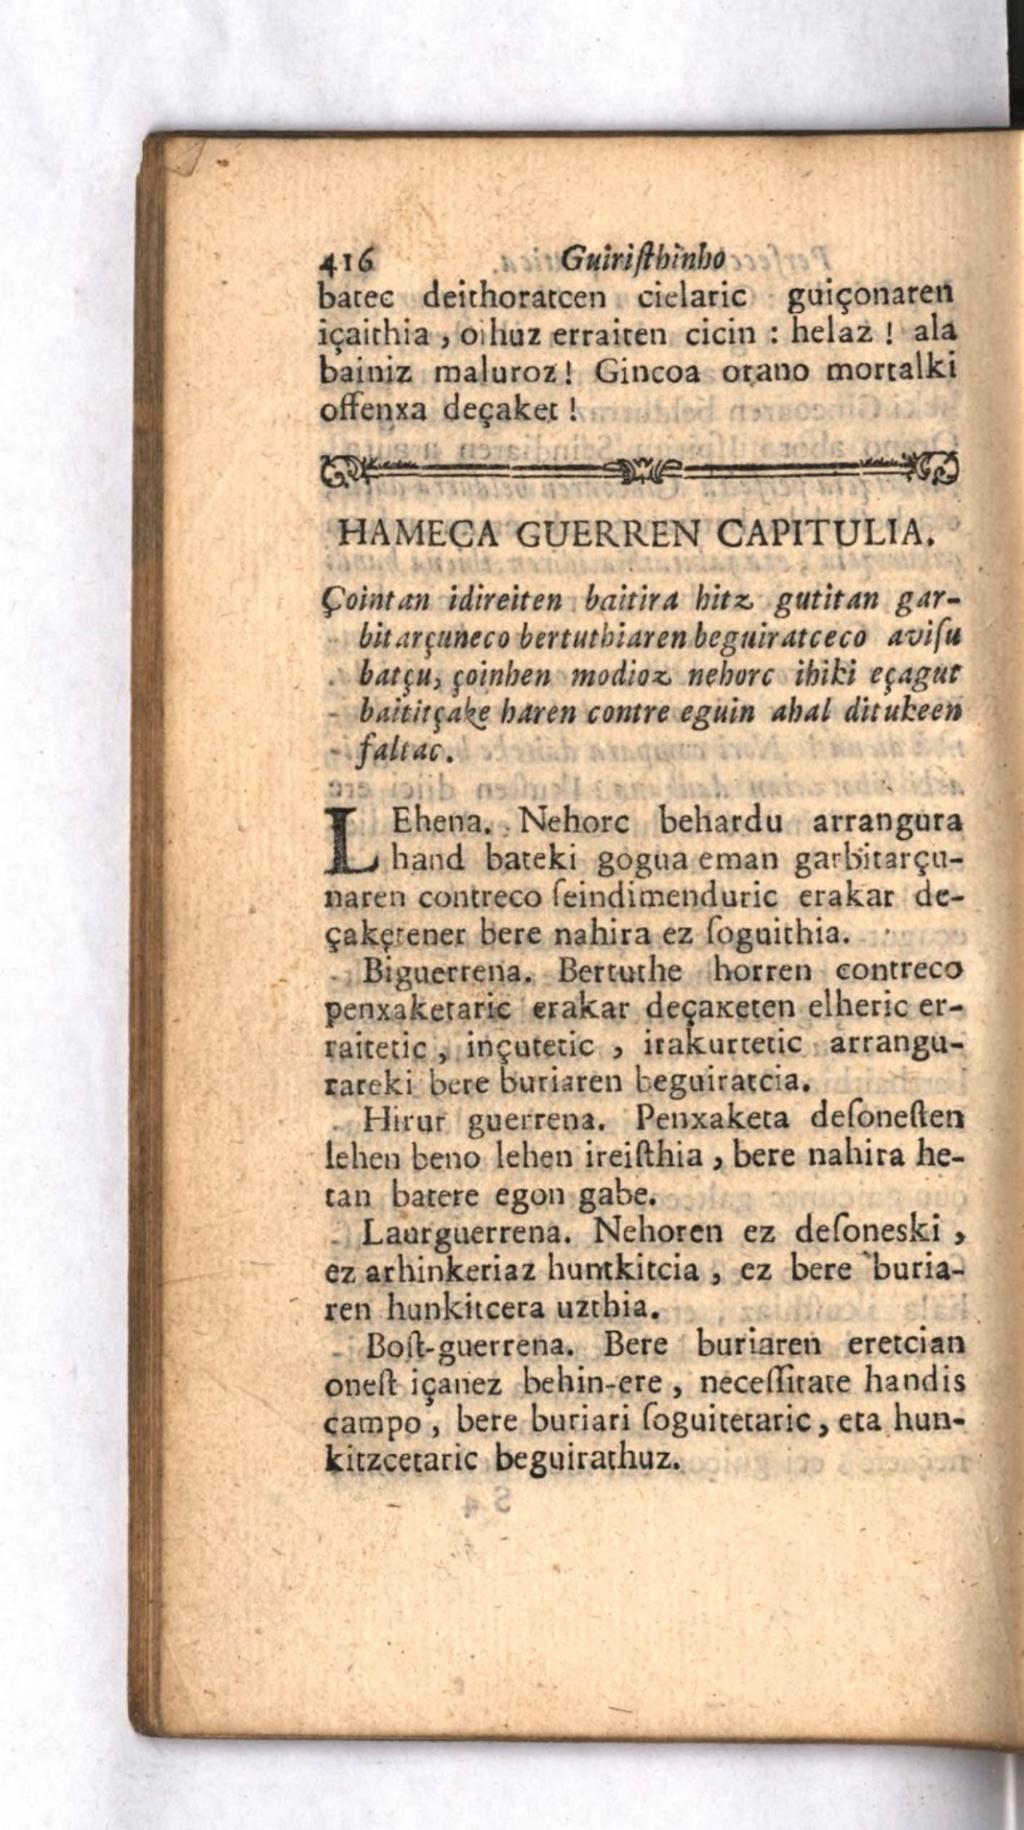 416 Guiriſthinho
batec deithoratcen cielaric guiçonaren
içaithia, oihuz erraiten cicin : helaz ! ala
bainiz maluroz! Gincoa orano mortalki
offenxa deçaket !
HAMECA GUERREN CAPITULIA.
Çointan idireiten baitira hitz gutitan gar-
bitarçuneco bertuthiaren beguiratceco aviſu
batçu, çoinhen modioz nehorc ihiki eçagut
baititçake haren contre eguin ahal ditukeen
faltac.
LEhena. Nehorc behardu arrangura
hand bateki gogua eman garbitarçu-
naren contreco ſeindimenduric erakar de-
çaketener bere nahira ez ſoguithia.
Biguerrena. Bertuthe horren contreco
penxaketaric erakar deçaketen elheric er-
raitetic, inçutetic, irakurtetic arrangu-
rareki bere buriaren beguiratcia.
Hirur guerrena. Penxaketa deſoneſten
lehen beno lehen ireiſthia, bere nahira he-
tan batere egon gabe.
Laurguerrena. Nehoren ez deſoneski,
ez arhinkeriaz huntkitcia, ez bere buria-
ren hunkitcera uzthia.
Boſt-guerrena. Bere buriaren eretcian
oneſt içanez behin-ere, neceſſitate handis
campo, bere buriari ſoguitetaric, eta hun-
kitzcetaric beguirathuz.